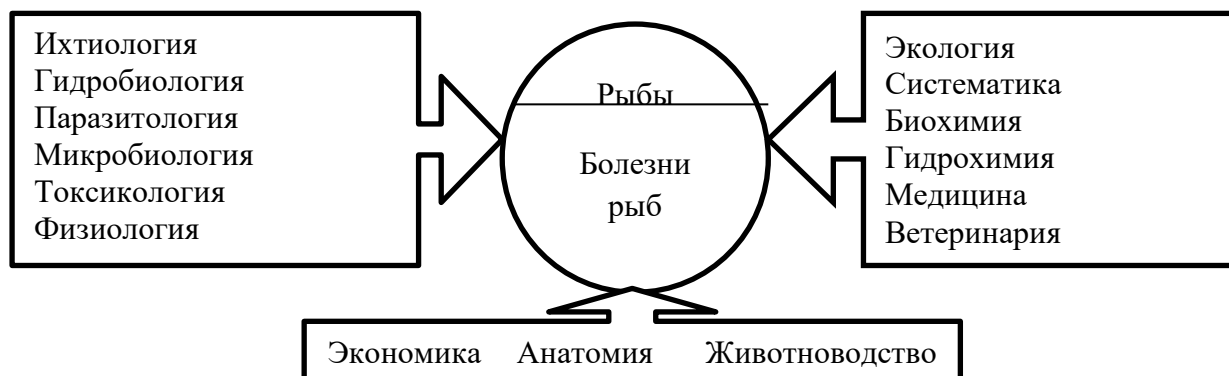 Ихтиология
Гидробиология
Паразитология
Микробиология
Токсикология
Физиология
Рыбы
Болезни
рыб
Экология
Систематика
Биохимия
Гидрохимия
Медицина
Ветеринария
Экономика Анатомия Животноводство